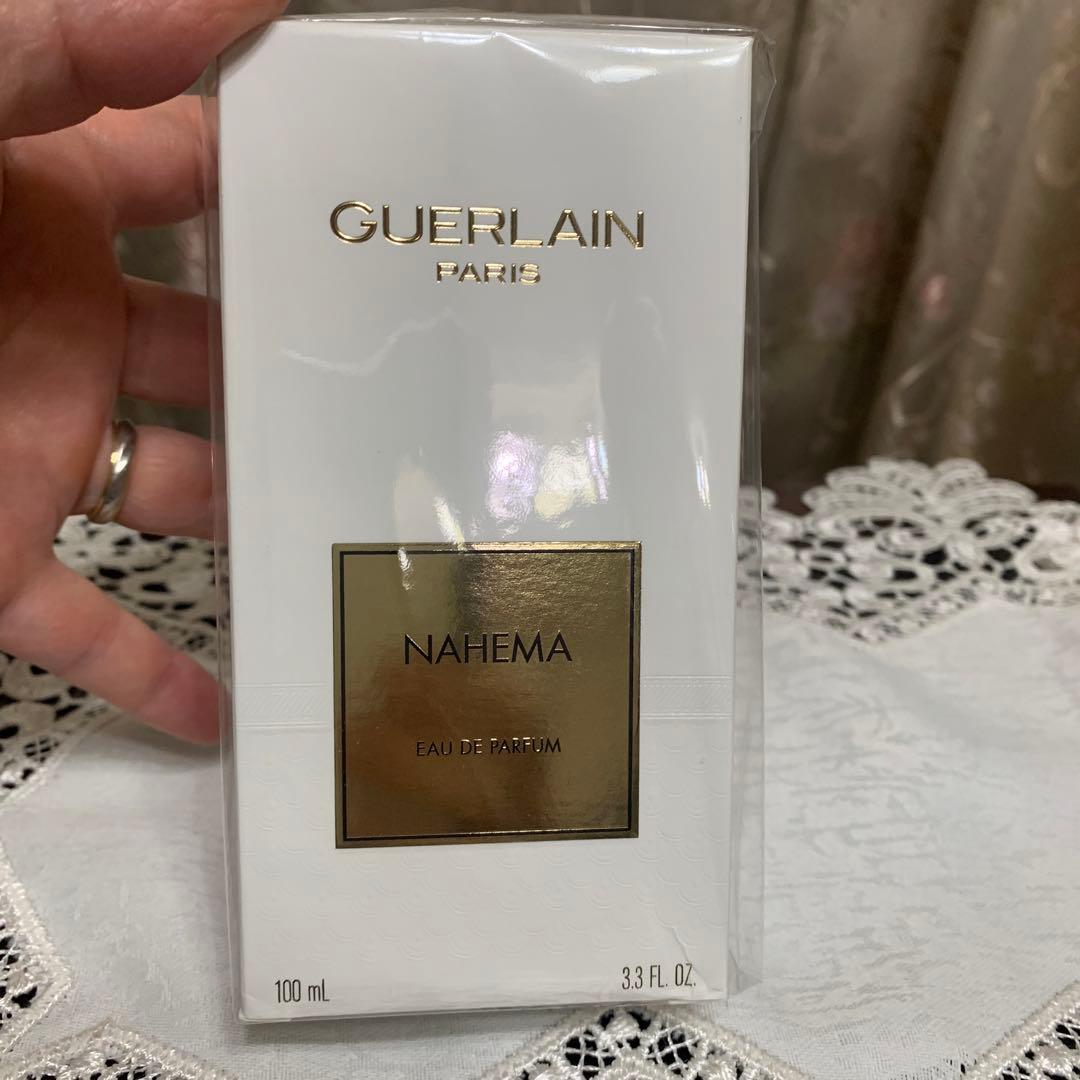 GUERLAIN
PARIS
NAHEMA
EAU DE PARFUM
100 mL
3.3 FL. OZ.